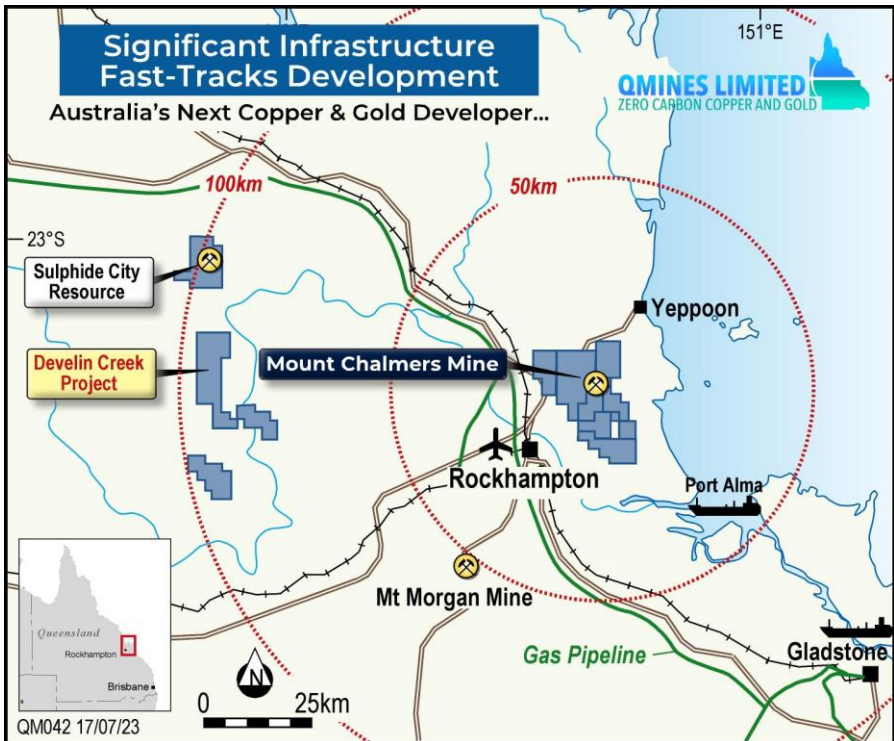 Significant Infrastructure
Fast-Tracks Development
Australia's Next Copper & Gold Developer...
151°E
QMINES LIMITED
ZERO CARBON COPPER AND GOLD
100km
50km
23°S
Sulphide City
Resource
Yeppoon
Develin Creek
Project
Mount Chalmers Mine
Rockhampton
Port Alma
Mt Morgan Mine
Queensland
Rockhampton
Brisbane
Gas Pipeline
Gladstone
N
0 25km
QM042 17/07/23